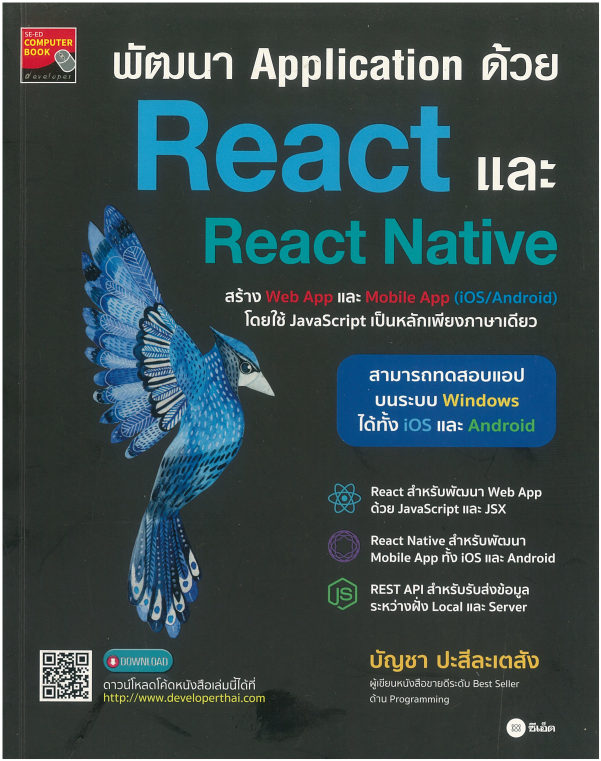 SE-ED
COMPUTER
BOOK
developer
พัฒนา Application ด้วย
React และ
React Native
สร้าง Web App และ Mobile App (iOS/Android)
โดยใช้ JavaScript เป็นหลักเพียงภาษาเดียว
สามารถทดสอบแอป
บนระบบ Windows
ได้ทั้ง iOS และ Android
React สำหรับพัฒนา Web App
ด้วย JavaScript และ JSX
React Native สำหรับพัฒนา
Mobile App ทั้ง iOS และ Android
JS
REST API สำหรับรับส่งข้อมูล
ระหว่างฝั่ง Local และ Server
DOWNLOAD
ดาวน์โหลดโค้ดหนังสือเล่มนี้ได้ที่
http://www.developerthai.com
บัญชา ปะสีละเตสัง
ผู้เขียนหนังสือขายดีระดับ Best Seller
ด้าน Programming
ซีเอ็ด